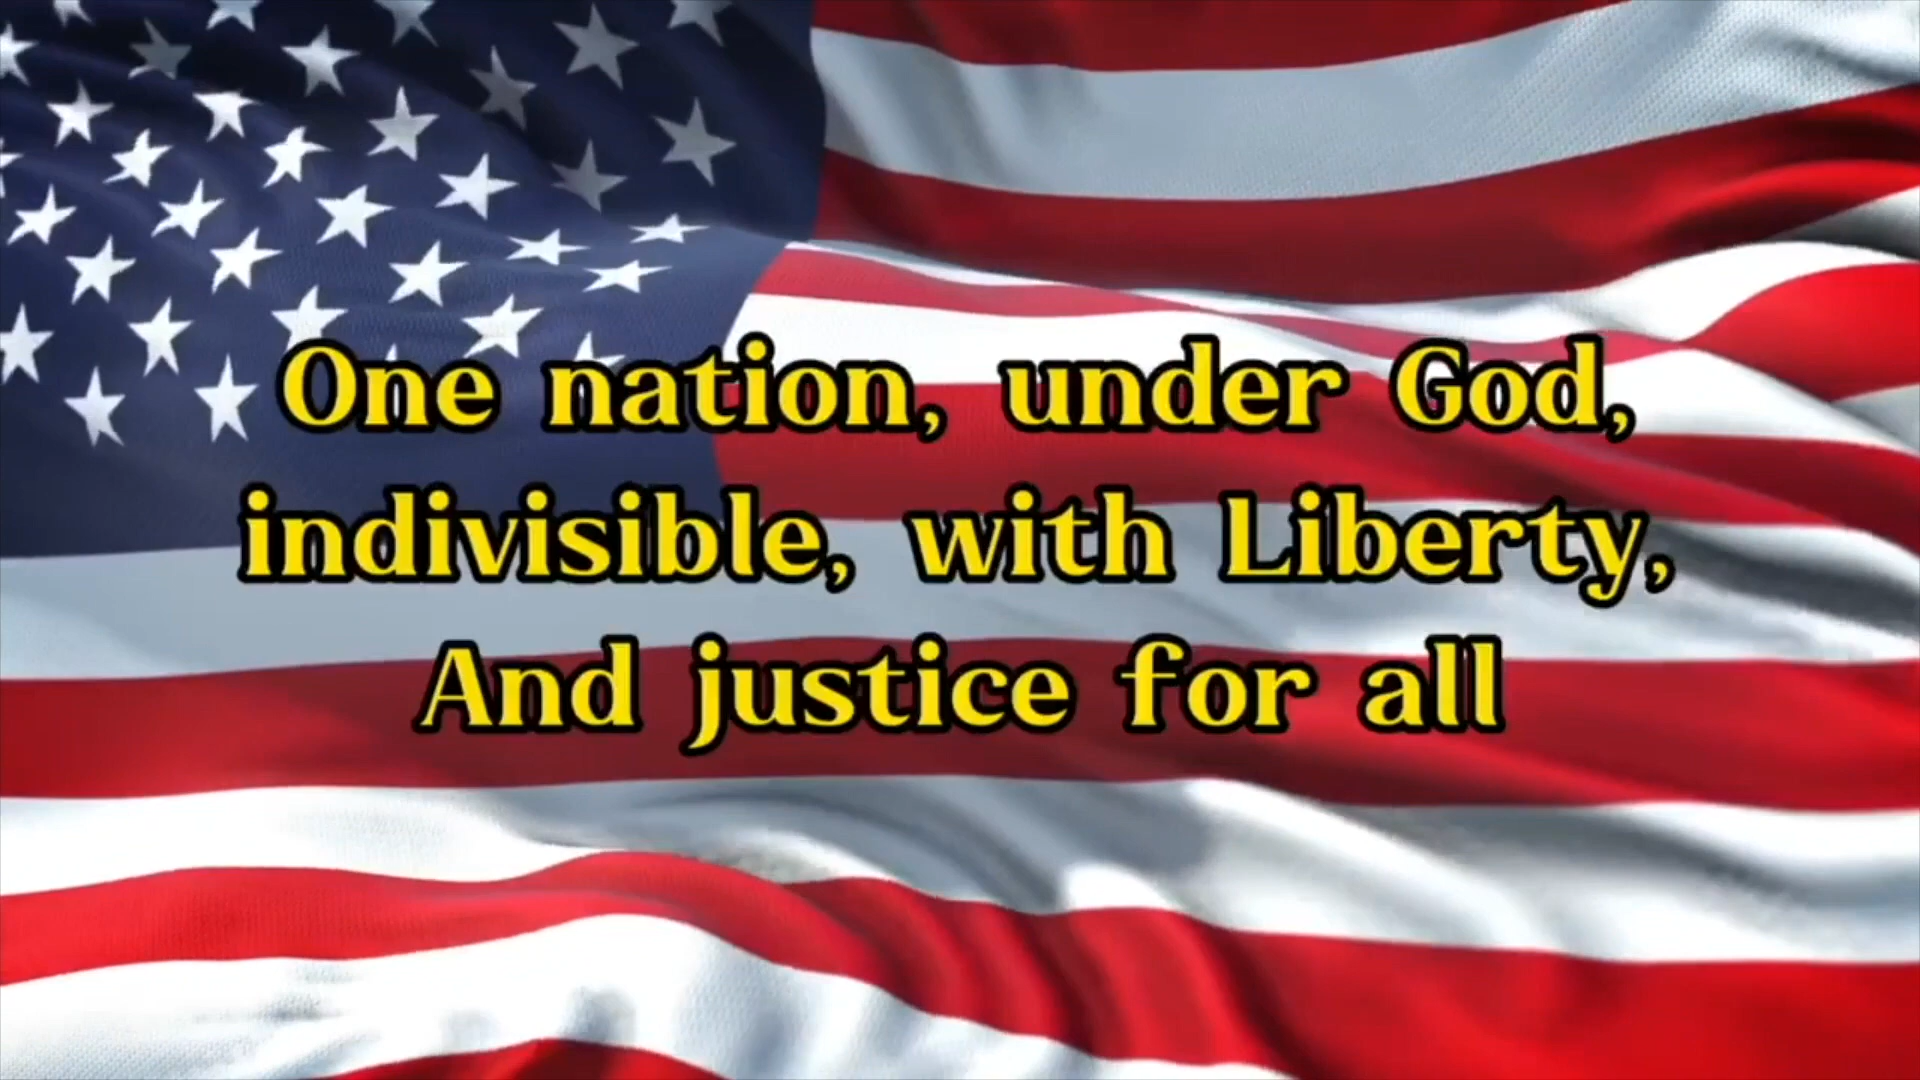 One nation, under God,
indivisible, with Liberty,
And justice for all